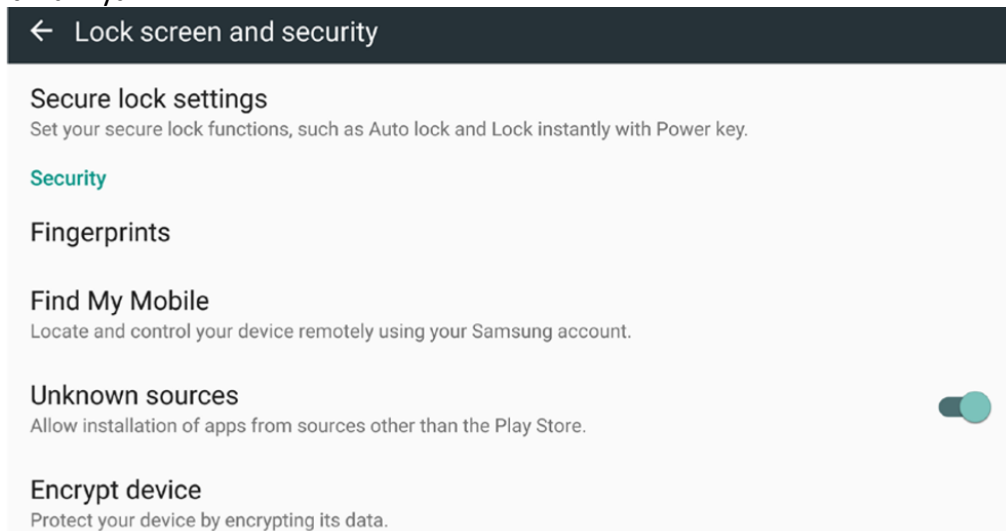 Lock screen and security
Secure lock settings
Set your secure lock functions, such as Auto lock and Lock instantly with Power key.
Security
Fingerprints
Find My Mobile
Locate and control your device remotely using your Samsung account.
Unknown sources
Allow installation of apps from sources other than the Play Store.
Encrypt device
Protect your device by encrypting its data.